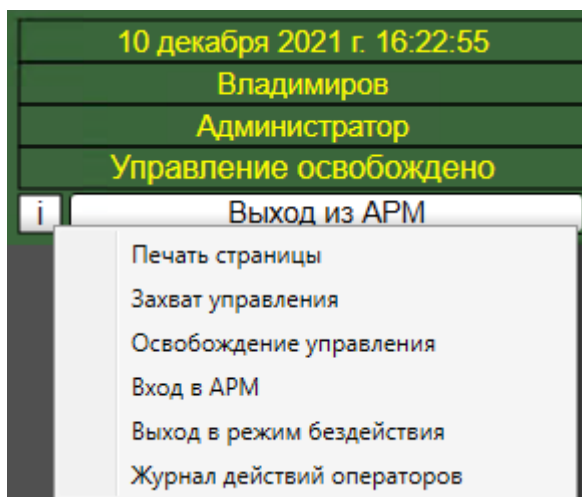 10 декабря 2021 г. 16:22:55
Владимиров
Администратор
Управление освобождено
i Выход из АРМ
Печать страницы
Захват управления
Освобождение управления
Вход в АРМ
Выход в режим бездействия
Журнал действий операторов